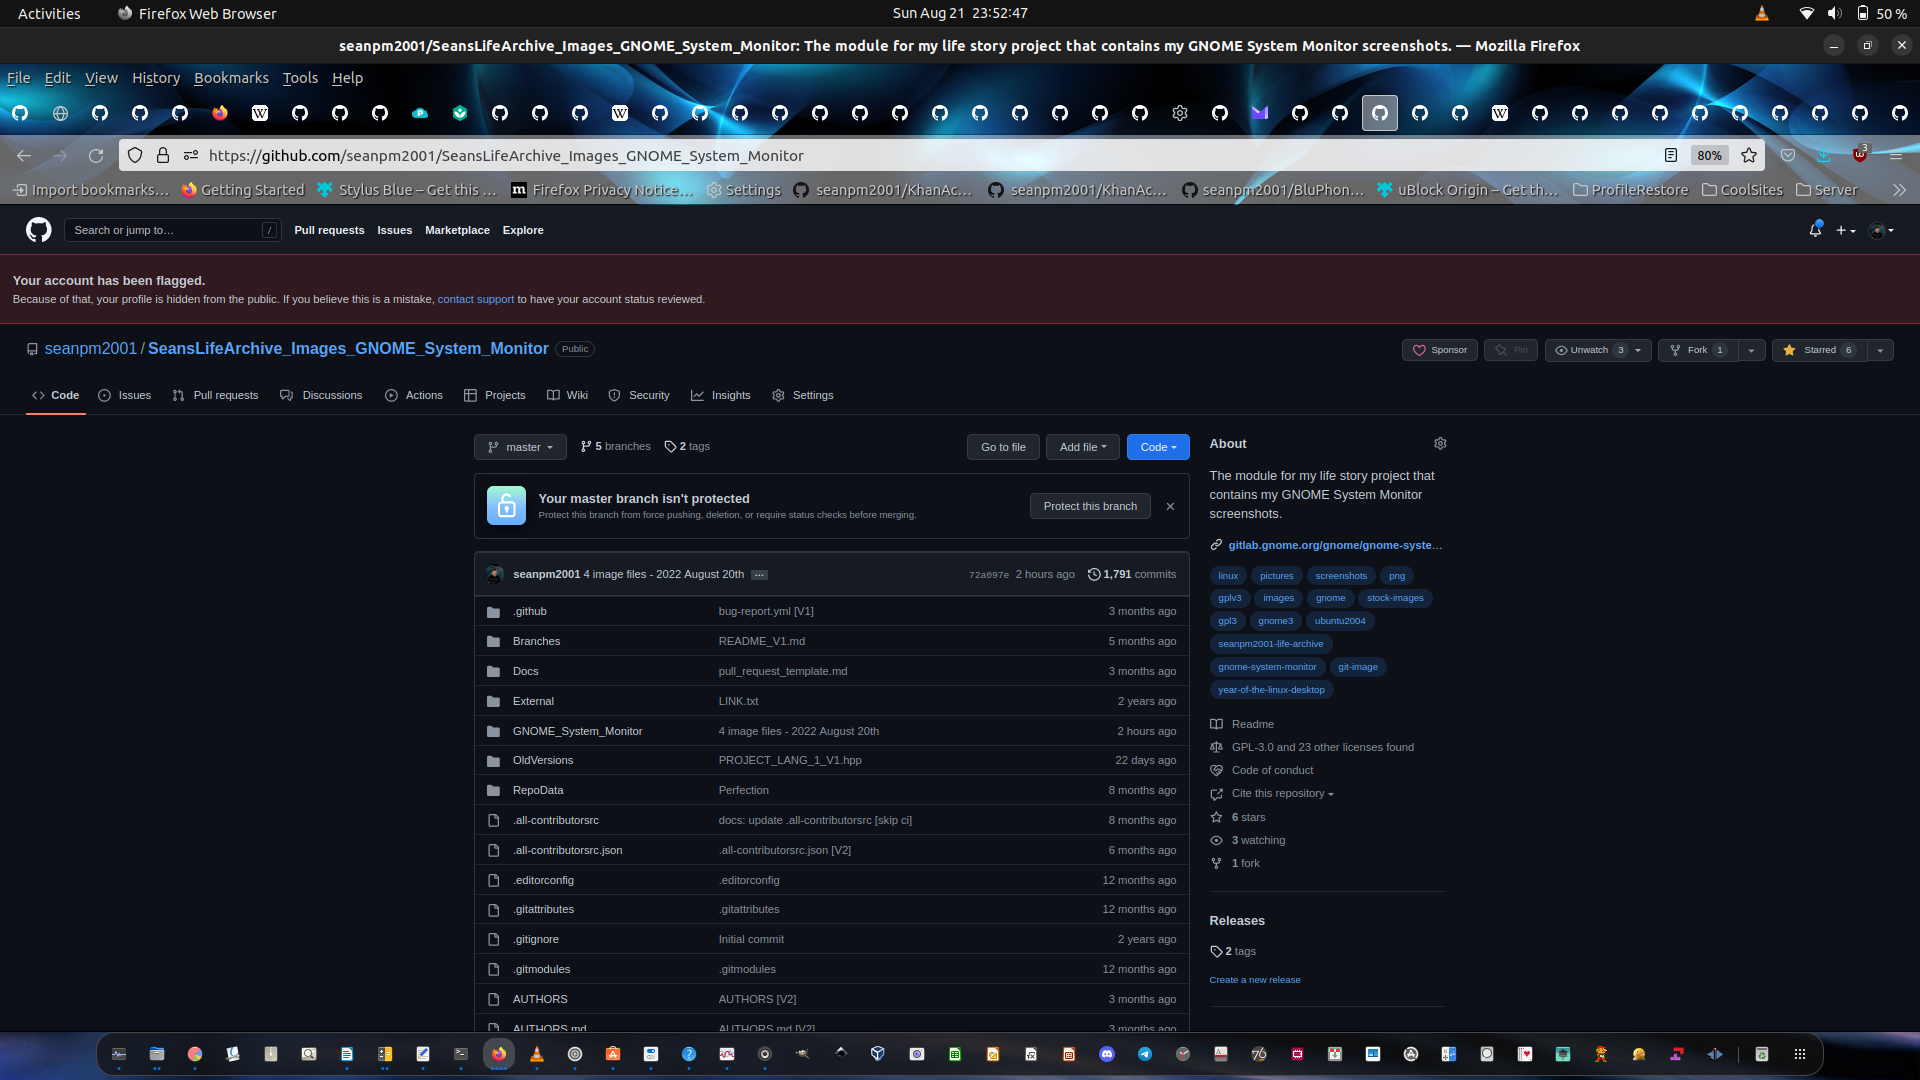 Activities Firefox Web Browser Sun Aug 21 23:52:47 50 %
seanpm2001/SeansLifeArchive_Images_GNOME_System_Monitor: The module for my life story project that contains my GNOME System Monitor screenshots. — Mozilla Firefox
File Edit View History Bookmarks Tools Help
https://github.com/seanpm2001/SeansLifeArchive_Images_GNOME_System_Monitor 80% 3
Import bookmarks… Getting Started Stylus Blue – Get this … Firefox Privacy Notice… Settings seanpm2001/KhanAc… seanpm2001/KhanAc… seanpm2001/BluPhon… uBlock Origin – Get th… ProfileRestore CoolSites Server
Search or jump to… / Pull requests Issues Marketplace Explore
Your account has been flagged.
Because of that, your profile is hidden from the public. If you believe this is a mistake, contact support to have your account status reviewed.
seanpm2001 / SeansLifeArchive_Images_GNOME_System_Monitor Public Sponsor Pin Unwatch 3 Fork 1 Starred 6
Code Issues Pull requests Discussions Actions Projects Wiki Security Insights Settings
master 5 branches 2 tags Go to file Add file Code
Your master branch isn't protected
Protect this branch from force pushing, deletion, or require status checks before merging.
Protect this branch
seanpm2001 4 image files - 2022 August 20th … 72a097e 2 hours ago 1,791 commits
.github bug-report.yml [V1] 3 months ago
Branches README_V1.md 5 months ago
Docs pull_request_template.md 3 months ago
External LINK.txt 2 years ago
GNOME_System_Monitor 4 image files - 2022 August 20th 2 hours ago
OldVersions PROJECT_LANG_1_V1.hpp 22 days ago
RepoData Perfection 8 months ago
.all-contributorsrc docs: update .all-contributorsrc [skip ci] 8 months ago
.all-contributorsrc.json .all-contributorsrc.json [V2] 6 months ago
.editorconfig .editorconfig 12 months ago
.gitattributes .gitattributes 12 months ago
.gitignore Initial commit 2 years ago
.gitmodules .gitmodules 12 months ago
AUTHORS AUTHORS [V2] 3 months ago
AUTHORS.md AUTHORS.md [V2] 3 months ago
About
The module for my life story project that
contains my GNOME System Monitor
screenshots.
gitlab.gnome.org/gnome/gnome-syste…
linux pictures screenshots png
gplv3 images gnome stock-images
gpl3 gnome3 ubuntu2004
seanpm2001-life-archive
gnome-system-monitor git-image
year-of-the-linux-desktop
Readme
GPL-3.0 and 23 other licenses found
Code of conduct
Cite this repository
6 stars
3 watching
1 fork
Releases
2 tags
Create a new release